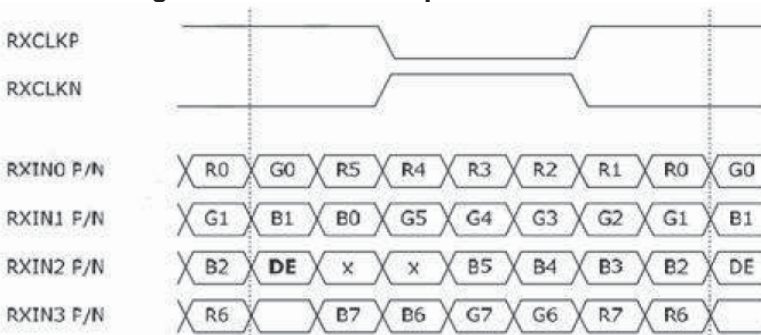 RXCLKP
RXCLKN
RXIN0 P/N R0 G0 R5 R4 R3 R2 R1 R0 G0
RXIN1 P/N G1 B1 B0 G5 G4 G3 G2 G1 B1
RXIN2 P/N B2 DE x x B5 B4 B3 B2 DE
RXIN3 P/N R6 B7 B6 G7 G6 R7 R6